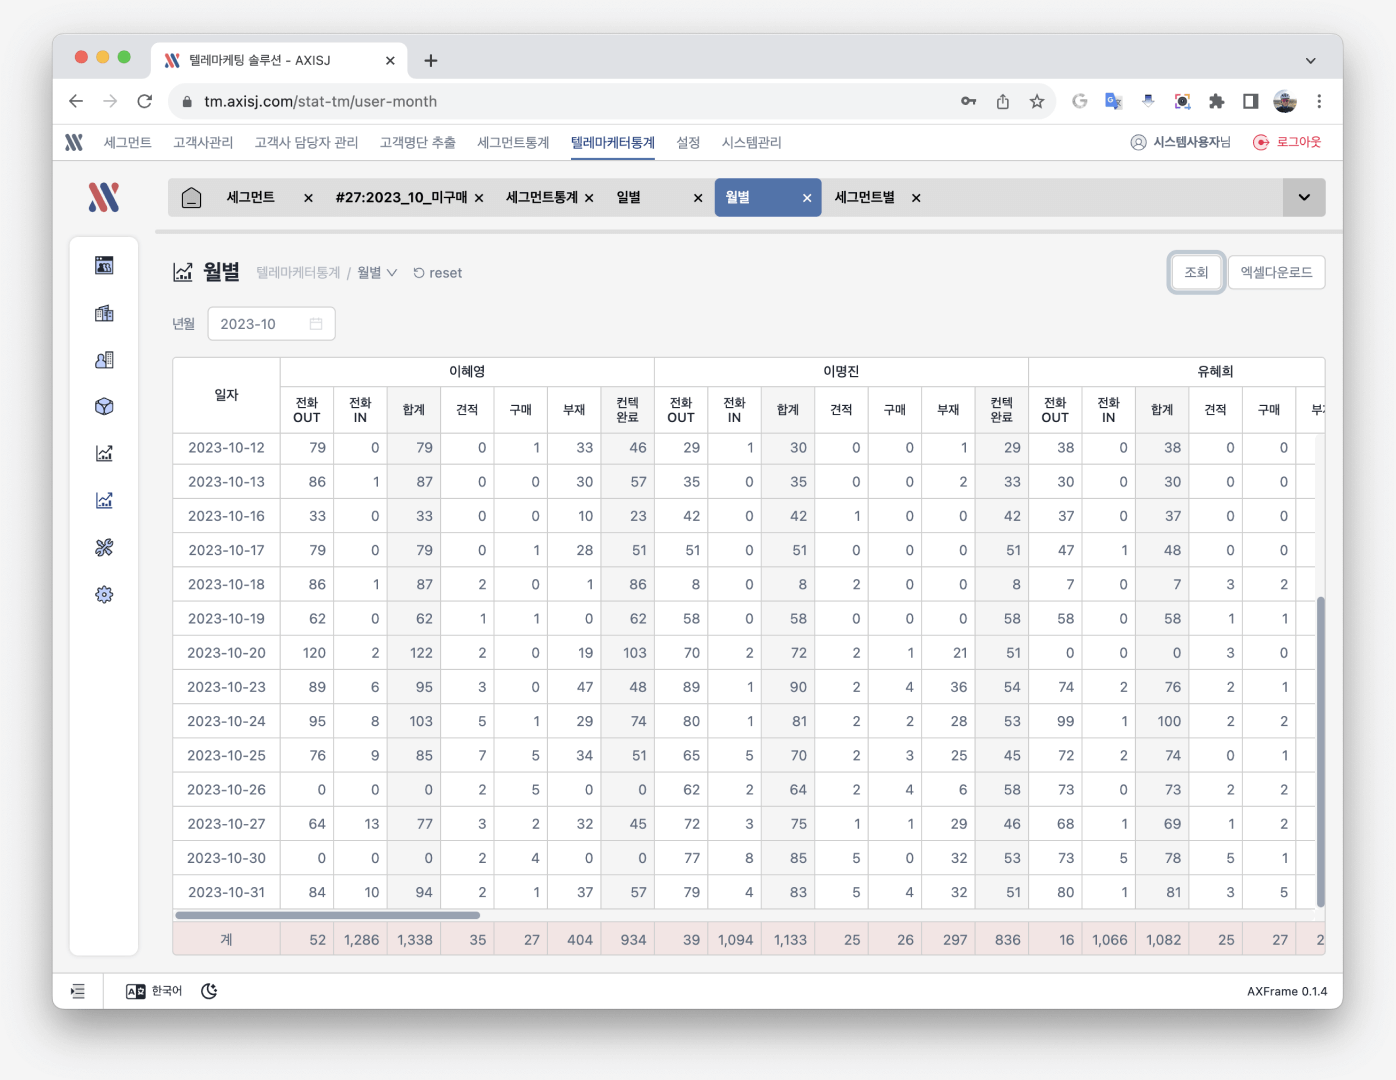 텔레마케팅 솔루션 - AXISJ
tm.axisj.com/stat-tm/user-month
세그먼트 고객사관리 고객사 담당자 관리 고객명단 추출 세그먼트통계 텔레마케터통계 설정 시스템관리 시스템사용자님 로그아웃
세그먼트 #27:2023_10_미구매 세그먼트통계 일별 월별 세그먼트별
월별 텔레마케터통계 / 월별 reset 조회 엑셀다운로드
년월 2023-10
일자 이혜영 이명진 유혜희
전화 OUT 전화 IN 합계 견적 구매 부재 컨텍 완료 전화 OUT 전화 IN 합계 견적 구매 부재 컨텍 완료 전화 OUT 전화 IN 합계 견적 구매
2023-10-12 79 0 79 0 1 33 46 29 1 30 0 0 1 29 38 0 38 0 0
2023-10-13 86 1 87 0 0 30 57 35 0 35 0 0 2 33 30 0 30 0 0
2023-10-16 33 0 33 0 0 10 23 42 0 42 1 0 0 42 37 0 37 0 0
2023-10-17 79 0 79 0 1 28 51 51 0 51 0 0 0 51 47 1 48 0 0
2023-10-18 86 1 87 2 0 1 86 8 0 8 2 0 0 8 7 0 7 3 2
2023-10-19 62 0 62 1 1 0 62 58 0 58 0 0 0 58 58 0 58 1 1
2023-10-20 120 2 122 2 0 19 103 70 2 72 2 1 21 51 0 0 0 3 0
2023-10-23 89 6 95 3 0 47 48 89 1 90 2 4 36 54 74 2 76 2 1
2023-10-24 95 8 103 5 1 29 74 80 1 81 2 2 28 53 99 1 100 2 2
2023-10-25 76 9 85 7 5 34 51 65 5 70 2 3 25 45 72 2 74 0 1
2023-10-26 0 0 0 2 5 0 0 62 2 64 2 4 6 58 73 0 73 2 2
2023-10-27 64 13 77 3 2 32 45 72 3 75 1 1 29 46 68 1 69 1 2
2023-10-30 0 0 0 2 4 0 0 77 8 85 5 0 32 53 73 5 78 5 1
2023-10-31 84 10 94 2 1 37 57 79 4 83 5 4 32 51 80 1 81 3 5
계 52 1,286 1,338 35 27 404 934 39 1,094 1,133 25 26 297 836 16 1,066 1,082 25 27 2
한국어 AXFrame 0.1.4